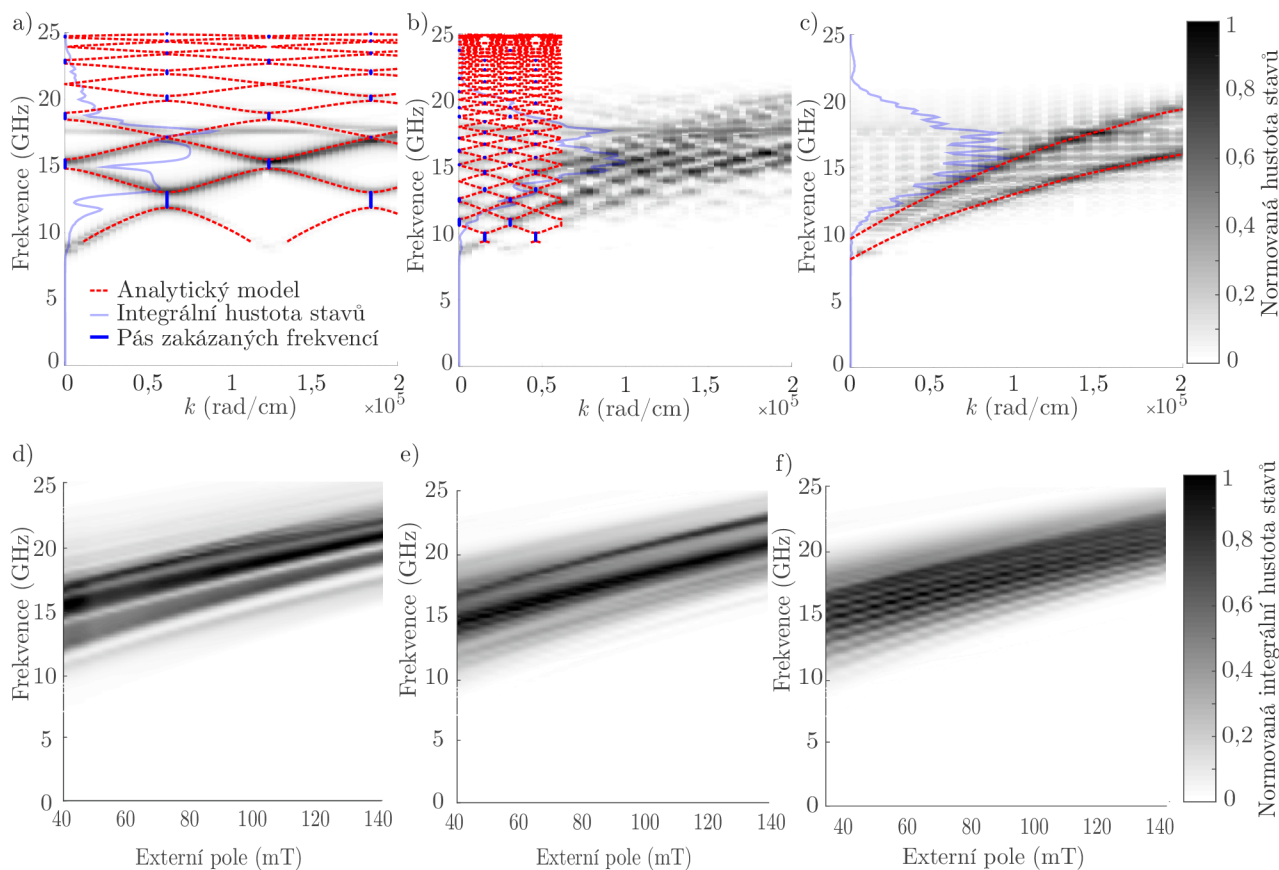 a)
25
20
15
10
5
0
Frekvence (GHz)
Analytický model
Integrální hustota stavů
Pás zakázaných frekvencí
0 0,5 1 1,5 2
k (rad/cm) ×10⁵
b)
25
20
15
10
5
0
Frekvence (GHz)
0 0,5 1 1,5 2
k (rad/cm) ×10⁵
c)
25
20
15
10
5
0
Frekvence (GHz)
0,5 1 1,5 2
k (rad/cm) ×10⁵
1
0,8
0,6
0,4
0,2
0
Normovaná hustota stavů
d)
25
20
15
10
5
0
Frekvence (GHz)
40 60 80 100 120 140
Externí pole (mT)
e)
25
20
15
10
5
0
Frekvence (GHz)
40 60 80 100 120 140
Externí pole (mT)
f)
25
20
15
10
5
0
Frekvence (GHz)
40 60 80 100 120 140
Externí pole (mT)
1
0,8
0,6
0,4
0,2
0
Normovaná integrální hustota stavů